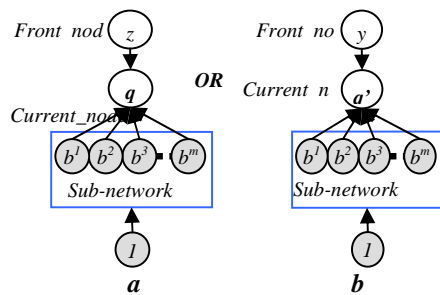 Front nod z
q
Current_nod
b1 b2 b3 bm
Sub-network
1
a
OR
Front no y
Current n a'
b1 b2 b3 bm
Sub-network
1
b